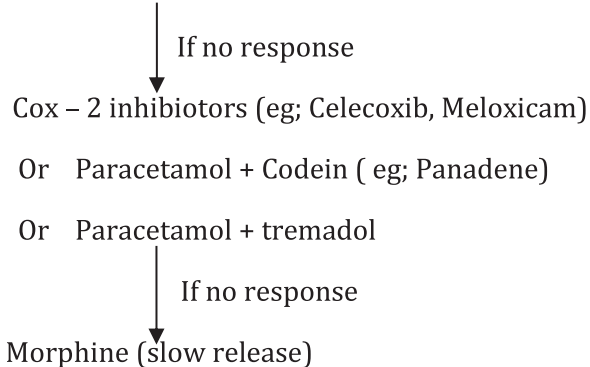 If no response
Cox – 2 inhibiotors (eg; Celecoxib, Meloxicam)
Or Paracetamol + Codein ( eg; Panadene)
Or Paracetamol + tremadol
If no response
Morphine (slow release)